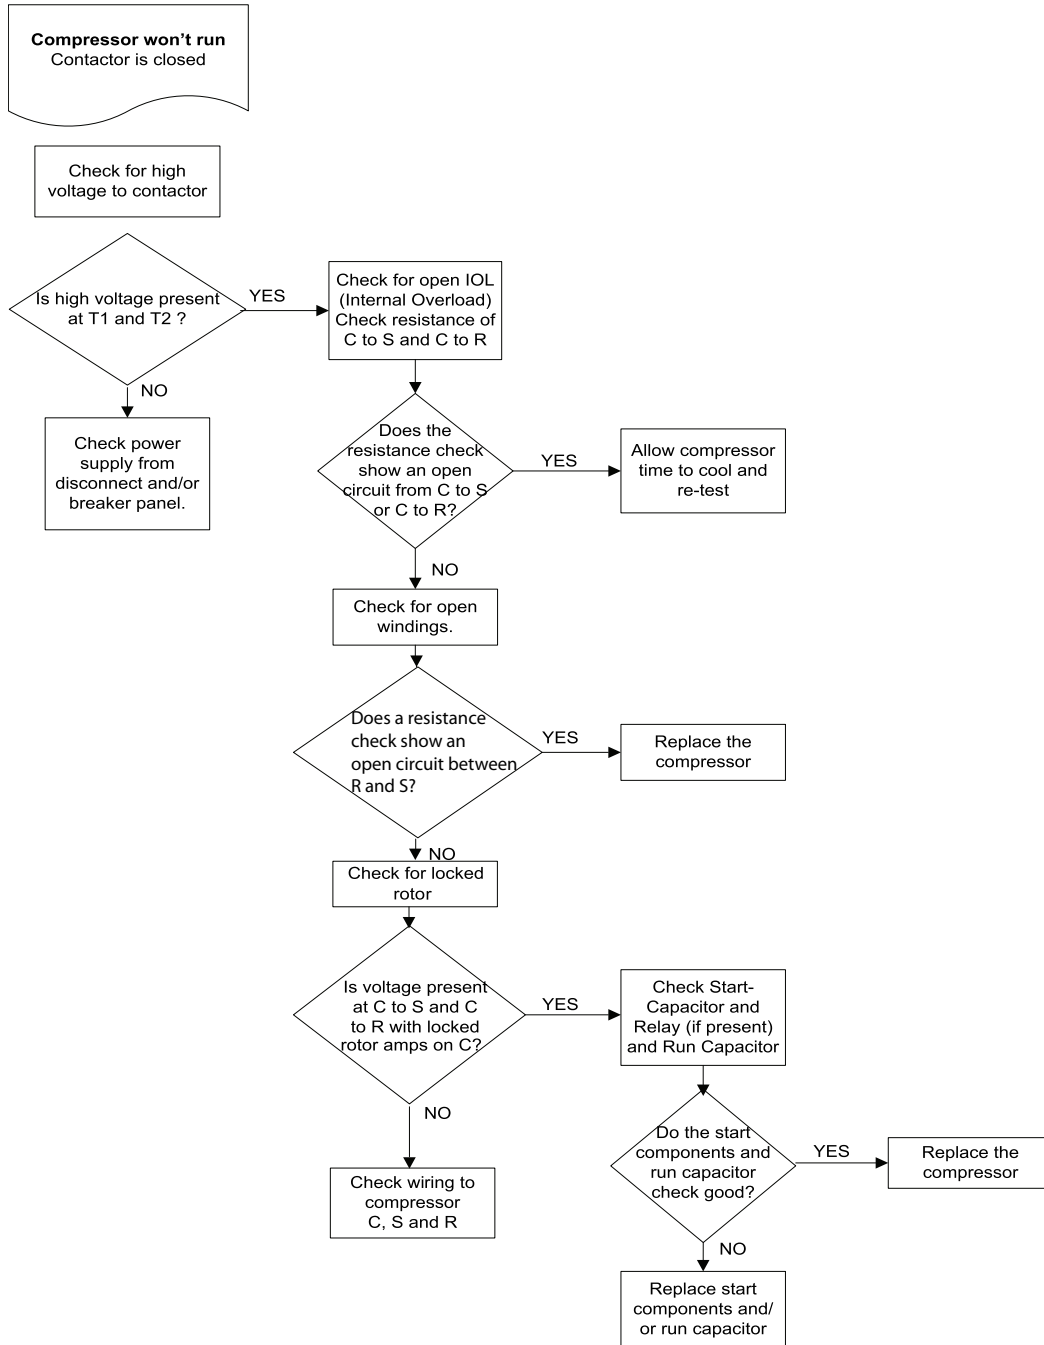 Compressor won't run
Contactor is closed
Check for high
voltage to contactor
Is high voltage present
at T1 and T2 ?
YES
NO
Check power
supply from
disconnect and/or
breaker panel.
Check for open IOL
(Internal Overload)
Check resistance of
C to S and C to R
Does the
resistance check
show an open
circuit from C to S
or C to R?
YES
Allow compressor
time to cool and
re-test
NO
Check for open
windings.
Does a resistance
check show an
open circuit between
R and S?
YES
Replace the
compressor
NO
Check for locked
rotor
Is voltage present
at C to S and C
to R with locked
rotor amps on C?
YES
NO
Check wiring to
compressor
C, S and R
Check Start-
Capacitor and
Relay (if present)
and Run Capacitor
Do the start
components and
run capacitor
check good?
YES
Replace the
compressor
NO
Replace start
components and/
or run capacitor